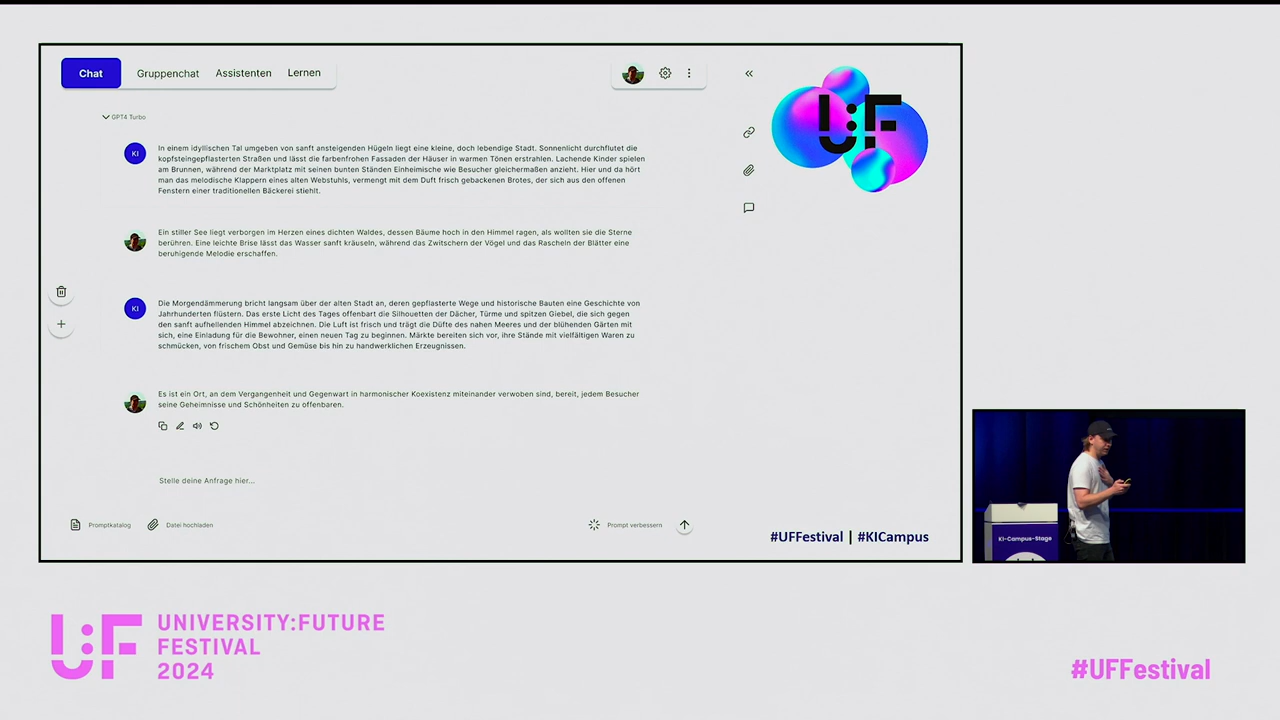 Chat
Gruppenchat
Assistenten
Lernen
U:F
GPT4 Turbo
KI
In einem idyllischen Tal umgeben von sanft ansteigenden Hügeln liegt eine kleine, doch lebendige Stadt. Sonnenlicht durchflutet die
kopfsteingepflasterten Straßen und lässt die farbenfrohen Fassaden der Häuser in warmen Tönen erstrahlen. Lachende Kinder spielen
am Brunnen, während der Marktplatz mit seinen bunten Ständen Einheimische wie Besucher gleichermaßen anzieht. Hier und da hört
man das melodische Klappern eines alten Webstuhls, vermengt mit dem Duft frisch gebackenen Brotes, der sich aus den offenen
Fenstern einer traditionellen Bäckerei stiehlt.
Ein stiller See liegt verborgen im Herzen eines dichten Waldes, dessen Bäume hoch in den Himmel ragen, als wollten sie die Sterne
berühren. Eine leichte Brise lässt das Wasser sanft kräuseln, während das Zwitschern der Vögel und das Rascheln der Blätter eine
beruhigende Melodie erschaffen.
KI
Die Morgendämmerung bricht langsam über der alten Stadt an, deren gepflasterte Wege und historische Bauten eine Geschichte von
Jahrhunderten flüstern. Das erste Licht des Tages offenbart die Silhouetten der Dächer, Türme und spitzen Giebel, die sich gegen
den sanft aufhellenden Himmel abzeichnen. Die Luft ist frisch und trägt die Düfte des nahen Meeres und der blühenden Gärten mit
sich, eine Einladung für die Bewohner, einen neuen Tag zu beginnen. Märkte bereiten sich vor, ihre Stände mit vielfältigen Waren zu
schmücken, von frischem Obst und Gemüse bis hin zu handwerklichen Erzeugnissen.
Es ist ein Ort, an dem Vergangenheit und Gegenwart in harmonischer Koexistenz miteinander verwoben sind, bereit, jedem Besucher
seine Geheimnisse und Schönheiten zu offenbaren.
Stelle deine Anfrage hier...
Promptkatalog
Datei hochladen
Prompt verbessern
#UFFestival | #KICampus
KI-Campus-Stage
U:F
UNIVERSITY:FUTURE
FESTIVAL
2024
#UFFestival